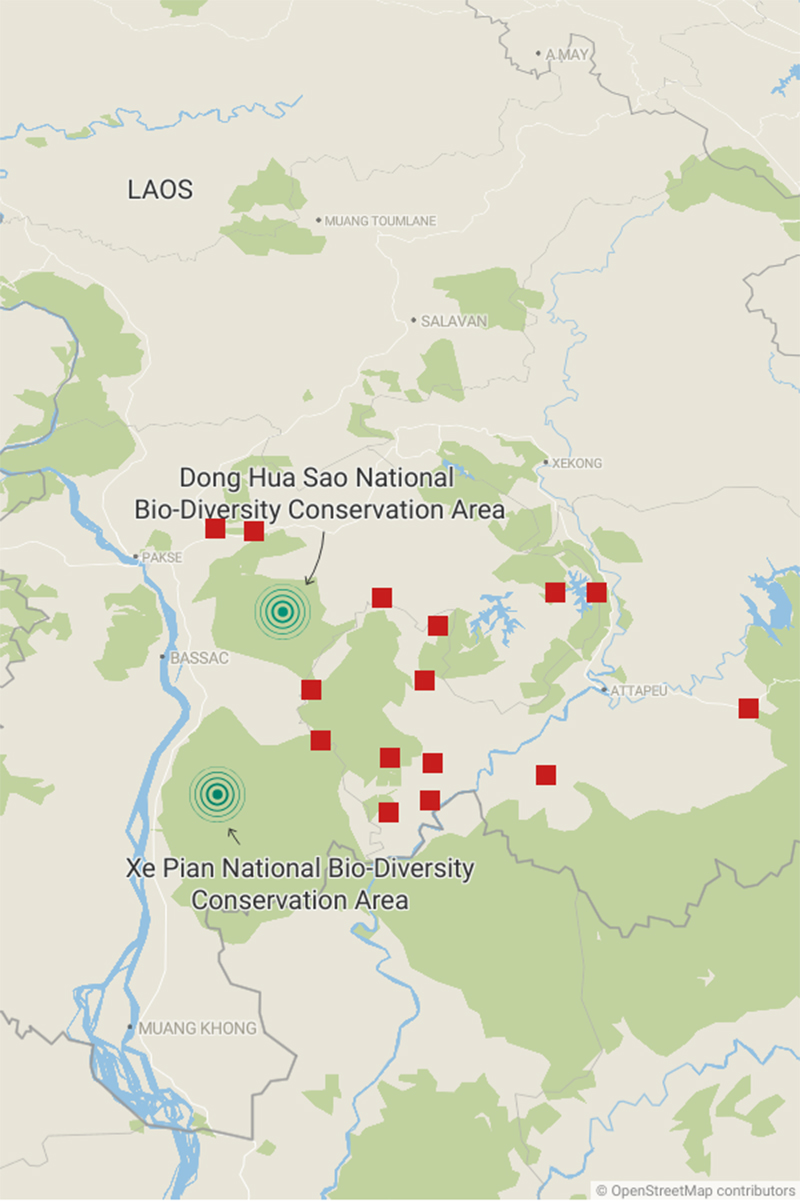 A MAY
LAOS
MUANG TOUMLANE
SALAVAN
XEKONG
Dong Hua Sao National
Bio-Diversity Conservation Area
PAKSE
BASSAC
ATTAPEU
Xe Pian National Bio-Diversity
Conservation Area
MUANG KHONG
© OpenStreetMap contributors